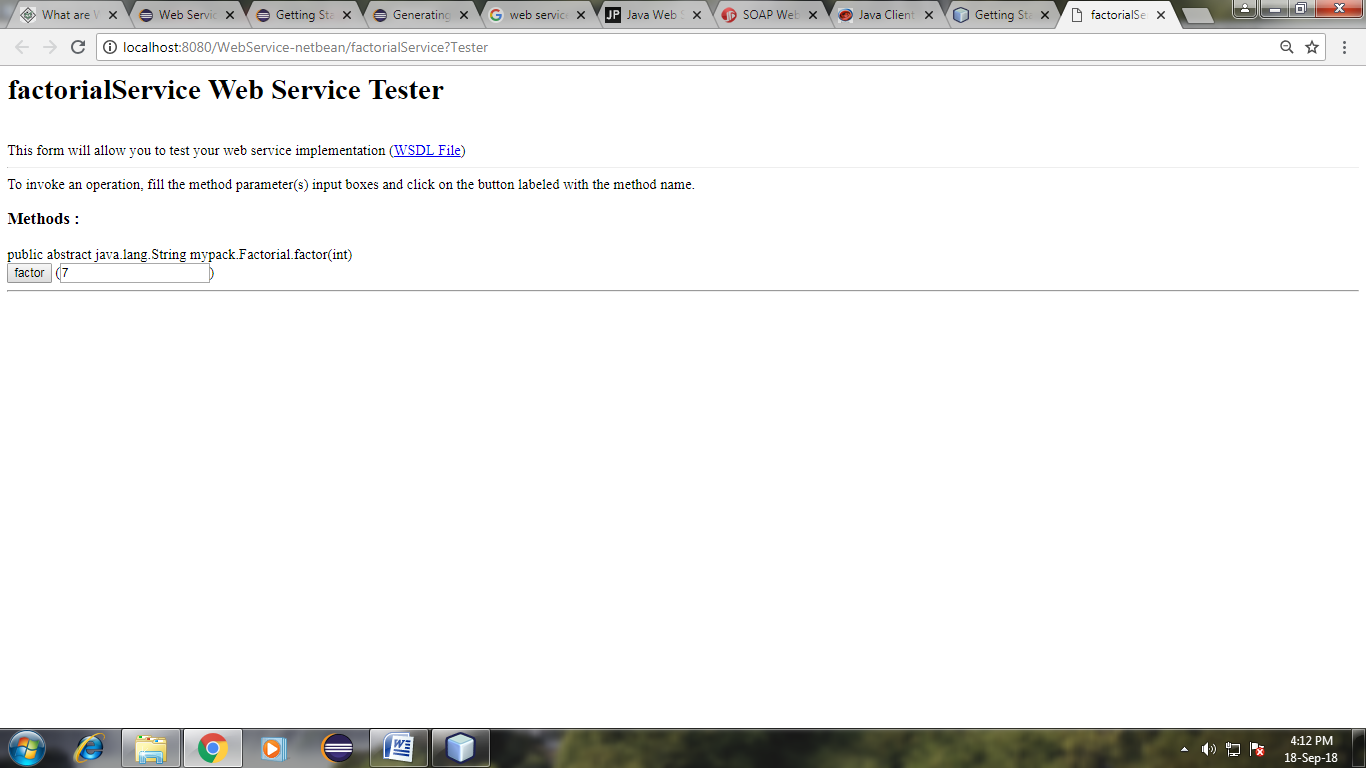 What are
Web Servic
Getting Sta
Generating
web service
JP Java Web S
SOAP Web
Java Client
Getting Sta
factorialSe
localhost:8080/WebService-netbean/factorialService?Tester
factorialService Web Service Tester
This form will allow you to test your web service implementation (WSDL File)
To invoke an operation, fill the method parameter(s) input boxes and click on the button labeled with the method name.
Methods :
public abstract java.lang.String mypack.Factorial.factor(int)
factor (7)
4:12 PM
18-Sep-18